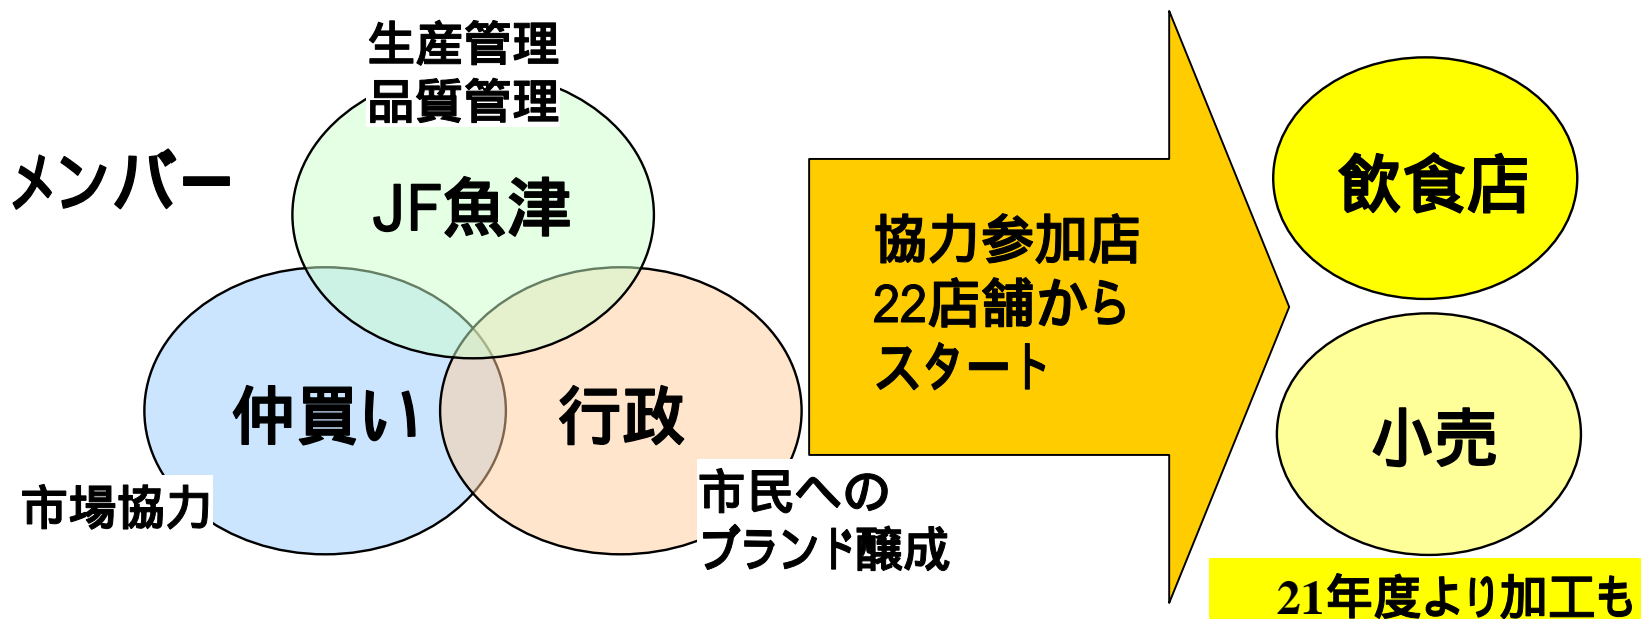 生産管理
品質管理
メンバー
JF魚津
仲買い
行政
市場協力
市民への
ブランド醸成
協力参加店
22店舗から
スタート
飲食店
小売
21年度より加工も